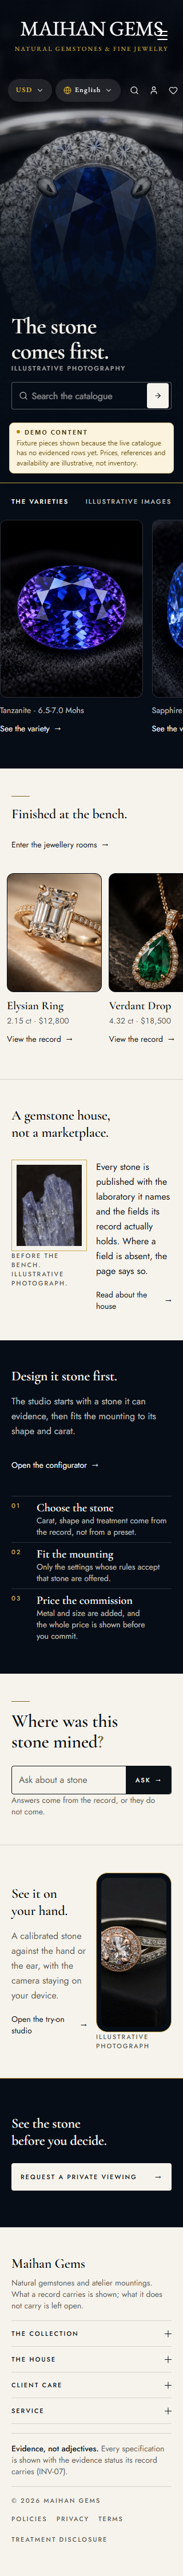 MAIHAN GEMS
NATURAL GEMSTONES & FINE JEWELRY
USD
English
The stone
comes first.
ILLUSTRATIVE PHOTOGRAPHY
Search the catalogue →
DEMO CONTENT
Fixture pieces shown because the live catalogue
has no evidenced rows yet. Prices, references and
availability are illustrative, not inventory.
THE VARIETIES ILLUSTRATIVE IMAGES
Tanzanite · 6.5-7.0 Mohs
See the variety →
Sapphire
See the v
Finished at the bench.
Enter the jewellery rooms →
Elysian Ring
2.15 ct · $12,800
View the record →
Verdant Drop
4.32 ct · $18,500
View the record →
A gemstone house,
not a marketplace.
BEFORE THE
BENCH.
ILLUSTRATIVE
PHOTOGRAPH.
Every stone is
published with the
laboratory it names
and the fields its
record actually
holds. Where a
field is absent, the
page says so.
Read about the
house →
Design it stone first.
The studio starts with a stone it can
evidence, then fits the mounting to its
shape and carat.
Open the configurator →
01 Choose the stone
Carat, shape and treatment come from
the record, not from a preset.
02 Fit the mounting
Only the settings whose rules accept
that stone are offered.
03 Price the commission
Metal and size are added, and
the whole price is shown before
you commit.
Where was this
stone mined?
Ask about a stone ASK →
Answers come from the record, or they do
not come.
See it on
your hand.
A calibrated stone
against the hand or
the ear, with the
camera staying on
your device.
Open the try-on
studio →
ILLUSTRATIVE
PHOTOGRAPH
See the stone
before you decide.
REQUEST A PRIVATE VIEWING →
Maihan Gems
Natural gemstones and atelier mountings.
What a record carries is shown; what it does
not carry is left open.
THE COLLECTION +
THE HOUSE +
CLIENT CARE +
SERVICE +
Evidence, not adjectives. Every specification
is shown with the evidence status its record
carries (INV-07).
© 2026 MAIHAN GEMS
POLICIES PRIVACY TERMS
TREATMENT DISCLOSURE